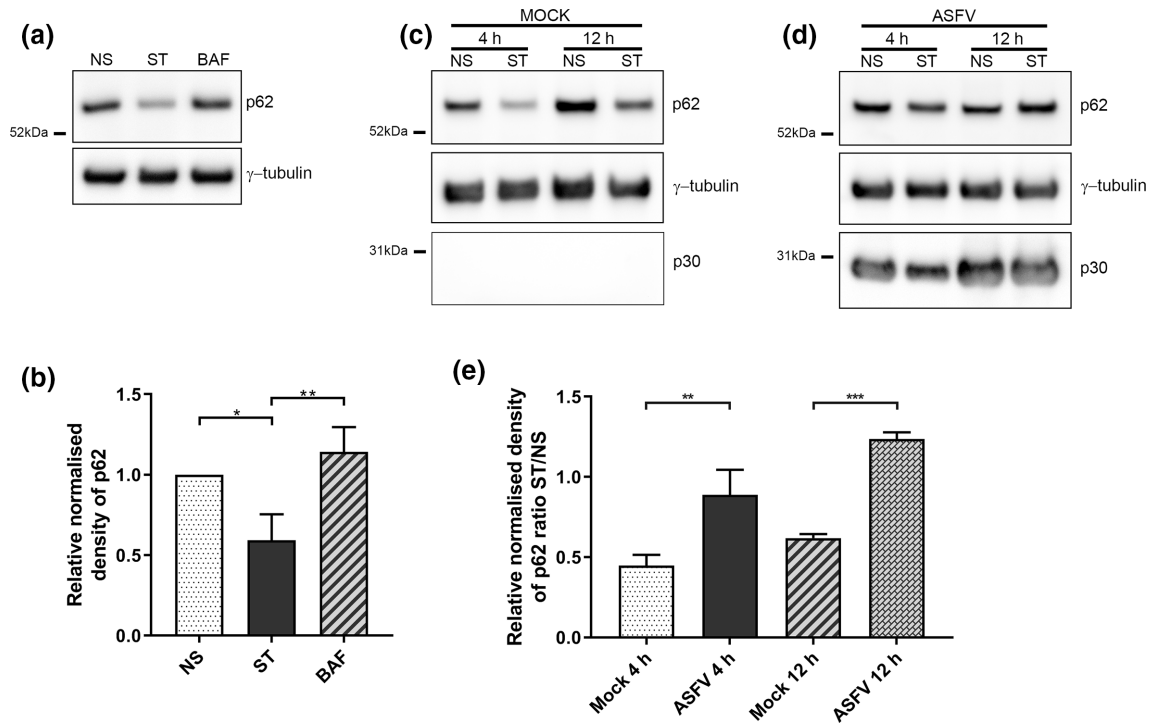 (a)
NS ST BAF
p62
52kDa
γ–tubulin
(c)
MOCK
4 h 12 h
NS ST NS ST
p62
52kDa
γ–tubulin
31kDa
p30
(d)
ASFV
4 h 12 h
NS ST NS ST
p62
52kDa
γ–tubulin
31kDa
p30
(b)
Relative normalised
density of p62
1.5
1.0
0.5
0.0
*
**
NS
ST
BAF
(e)
Relative normalised density
of p62 ratio ST/NS
1.5
1.0
0.5
0.0
**
***
Mock 4 h
ASFV 4 h
Mock 12 h
ASFV 12 h